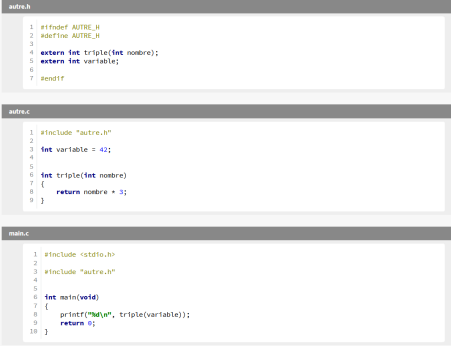 autre.h
1 #ifndef AUTRE_H
2 #define AUTRE_H
3
4 extern int triple(int nombre);
5 extern int variable;
6
7 #endif
autre.c
1 #include "autre.h"
2
3 int variable = 42;
4
5
6 int triple(int nombre)
7 {
8     return nombre * 3;
9 }
main.c
1 #include <stdio.h>
2
3 #include "autre.h"
4
5
6 int main(void)
7 {
8     printf("%d\n", triple(variable));
9     return 0;
10 }